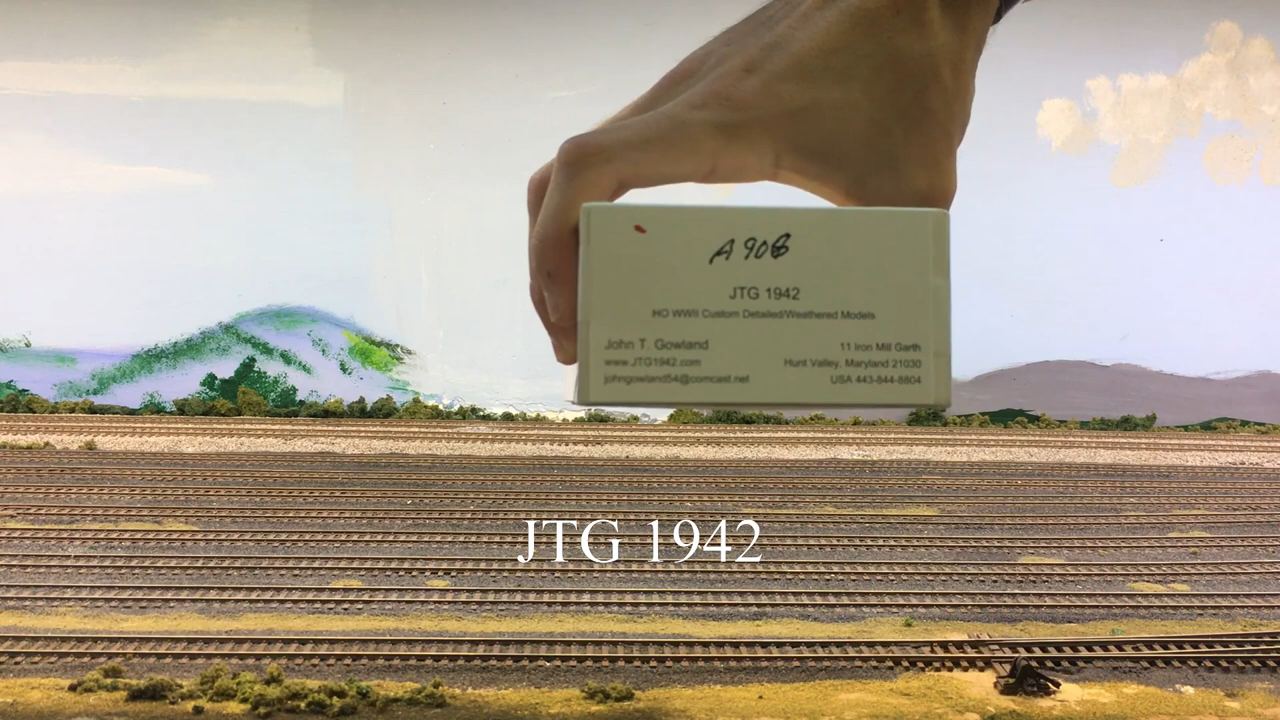 A 908
JTG 1942
HO WWII Custom Detailed/Weathered Models
John T. Gowland
11 Iron Mill Garth
www.JTG1942.com
Hunt Valley, Maryland 21030
johngowland54@comcast.net
USA 443-844-8804
JTG 1942